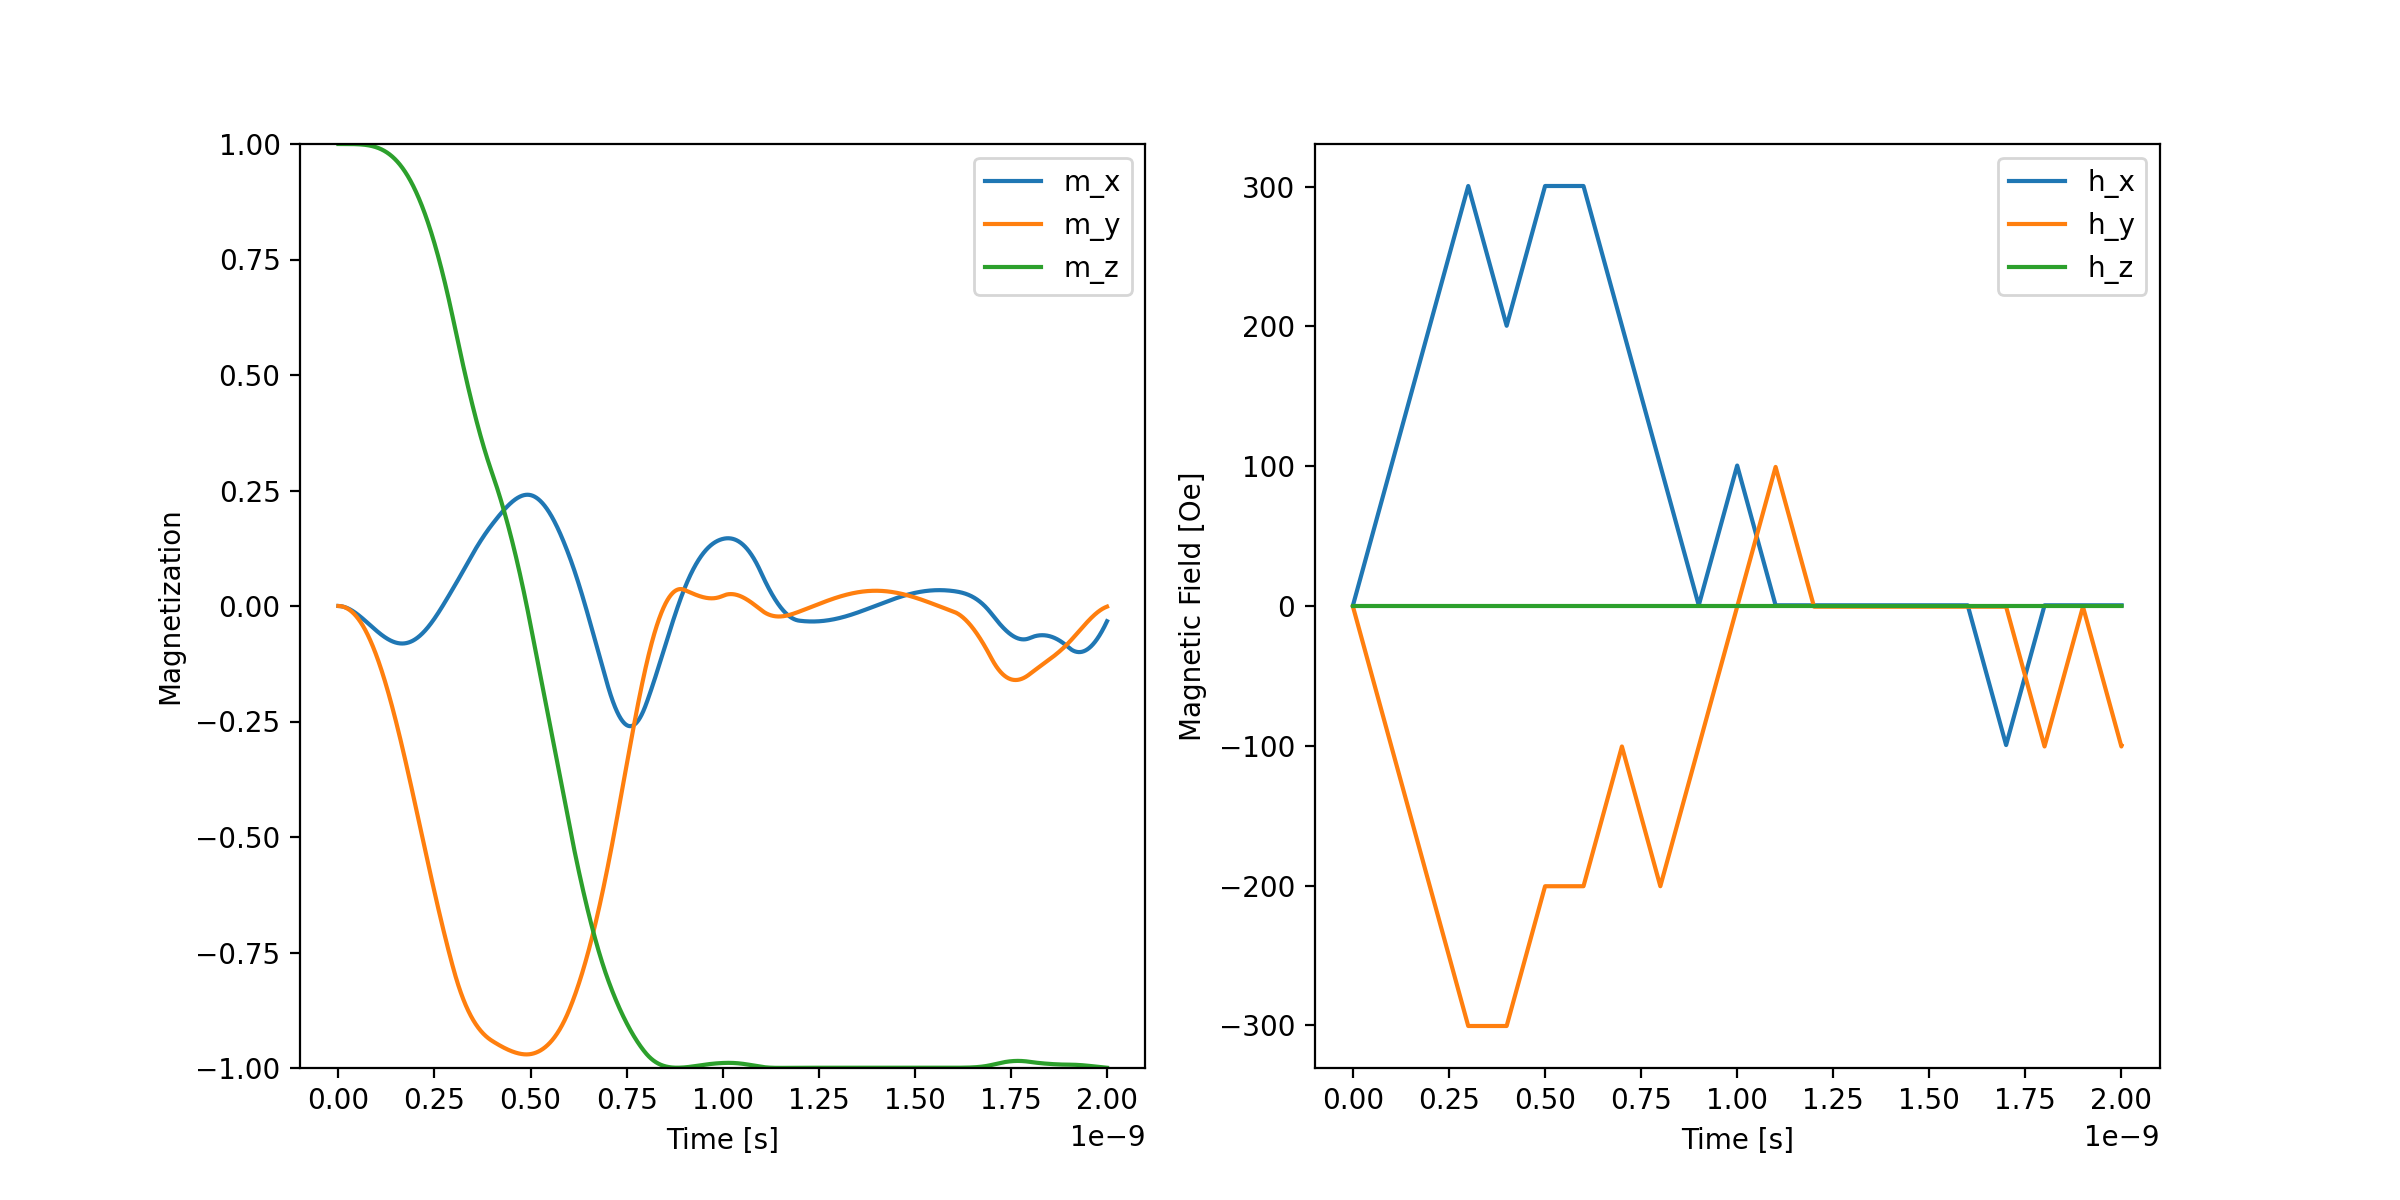 Magnetization
1.00
0.75
0.50
0.25
0.00
−0.25
−0.50
−0.75
−1.00
m_x
m_y
m_z
0.00 0.25 0.50 0.75 1.00 1.25 1.50 1.75 2.00
Time [s]
1e−9
Magnetic Field [Oe]
300
200
100
0
−100
−200
−300
h_x
h_y
h_z
0.00 0.25 0.50 0.75 1.00 1.25 1.50 1.75 2.00
Time [s]
1e−9